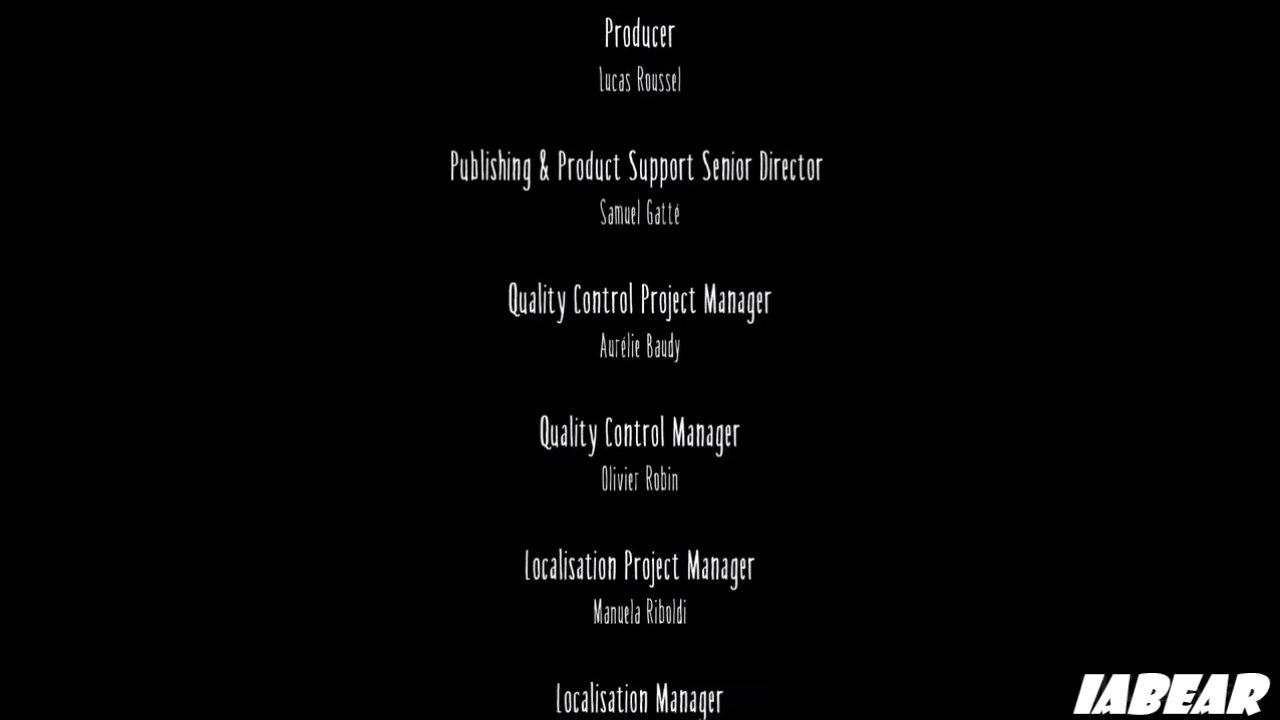 Producer
Lucas Roussel
Publishing & Product Support Senior Director
Samuel Gatté
Quality Control Project Manager
Aurélie Baudy
Quality Control Manager
Olivier Robin
Localisation Project Manager
Manuela Riboldi
Localisation Manager
IABEAR